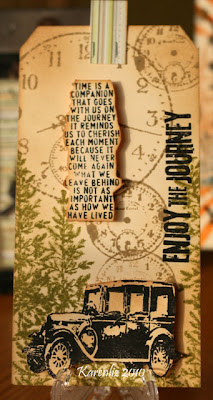 TIME IS A
COMPANION
THAT GOES
WITH US ON
THE JOURNEY
IT REMINDS
US TO CHERISH
EACH MOMENT
BECAUSE IT
WILL NEVER
COME AGAIN
WHAT WE
LEAVE BEHIND
IS NOT AS
IMPORTANT
AS HOW WE
HAVE LIVED
ENJOY THE JOURNEY